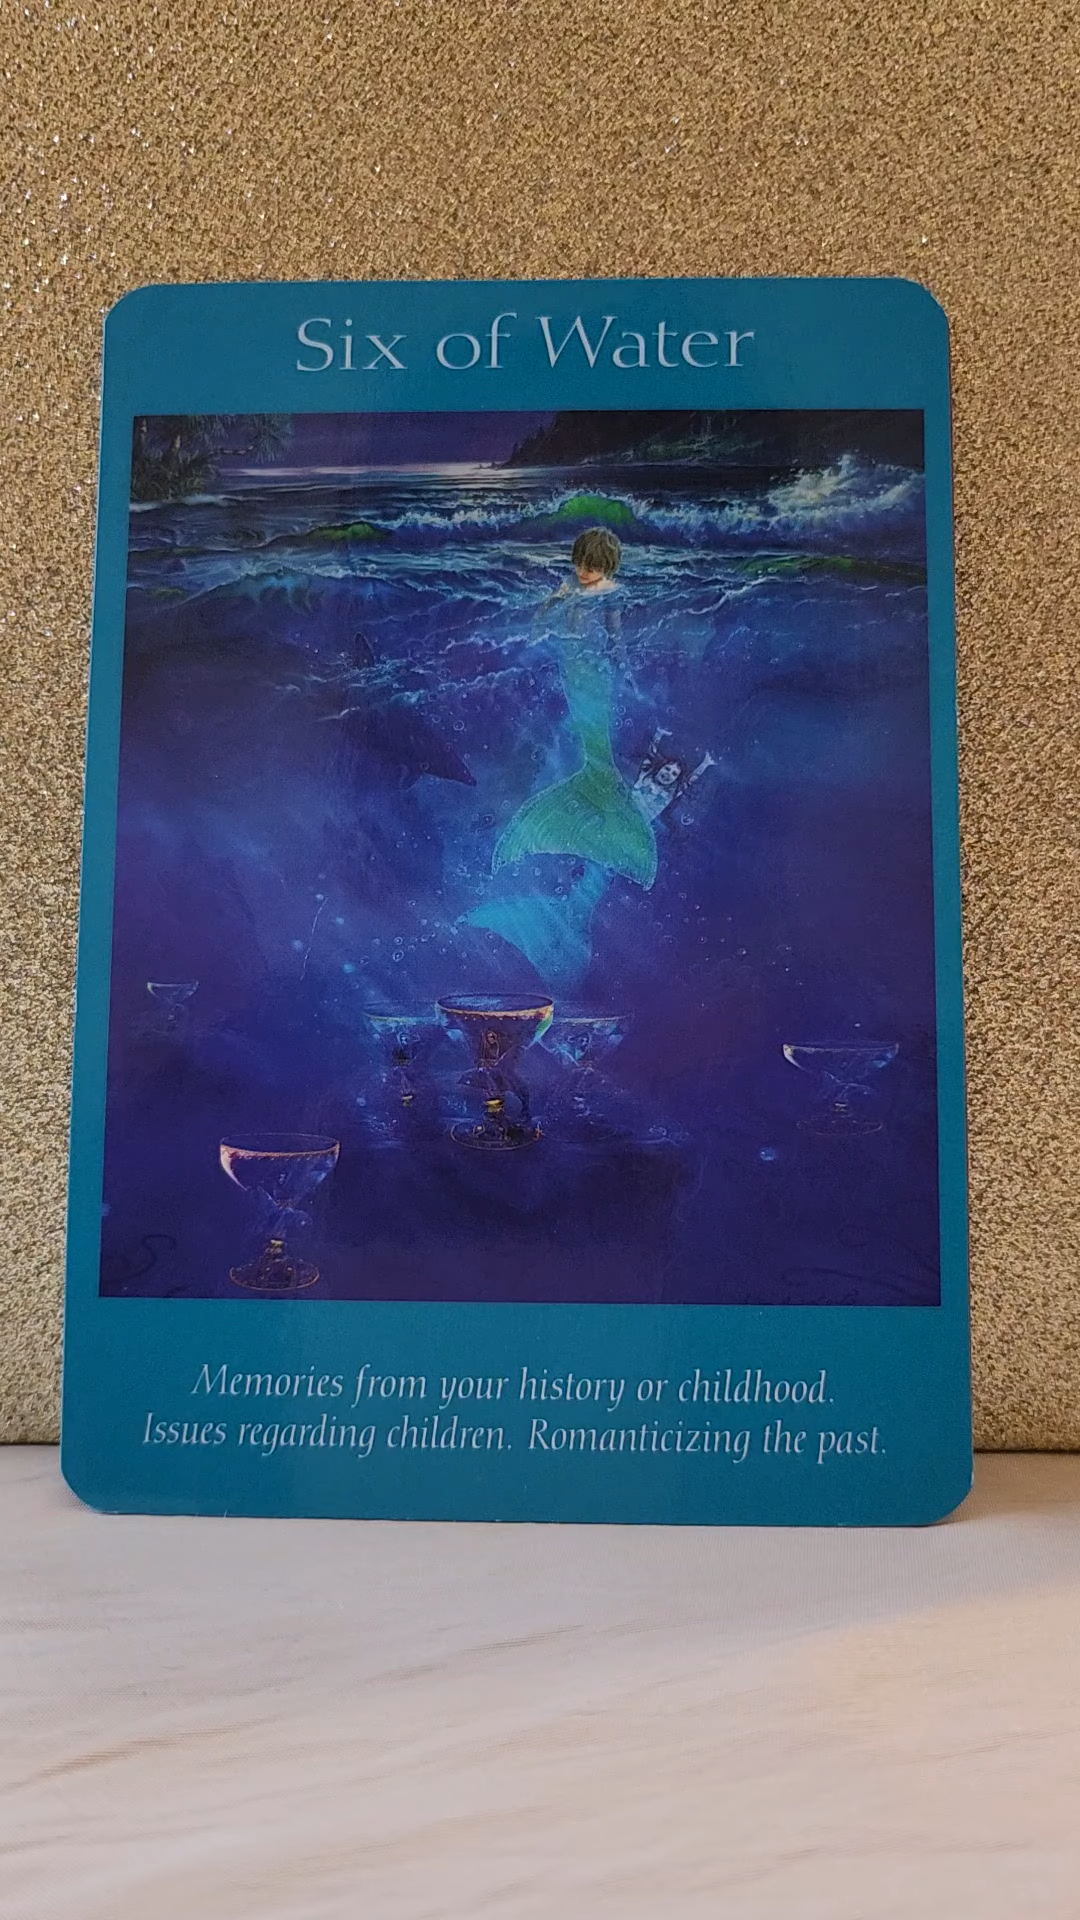 Six of Water
Memories from your history or childhood.
Issues regarding children. Romanticizing the past.